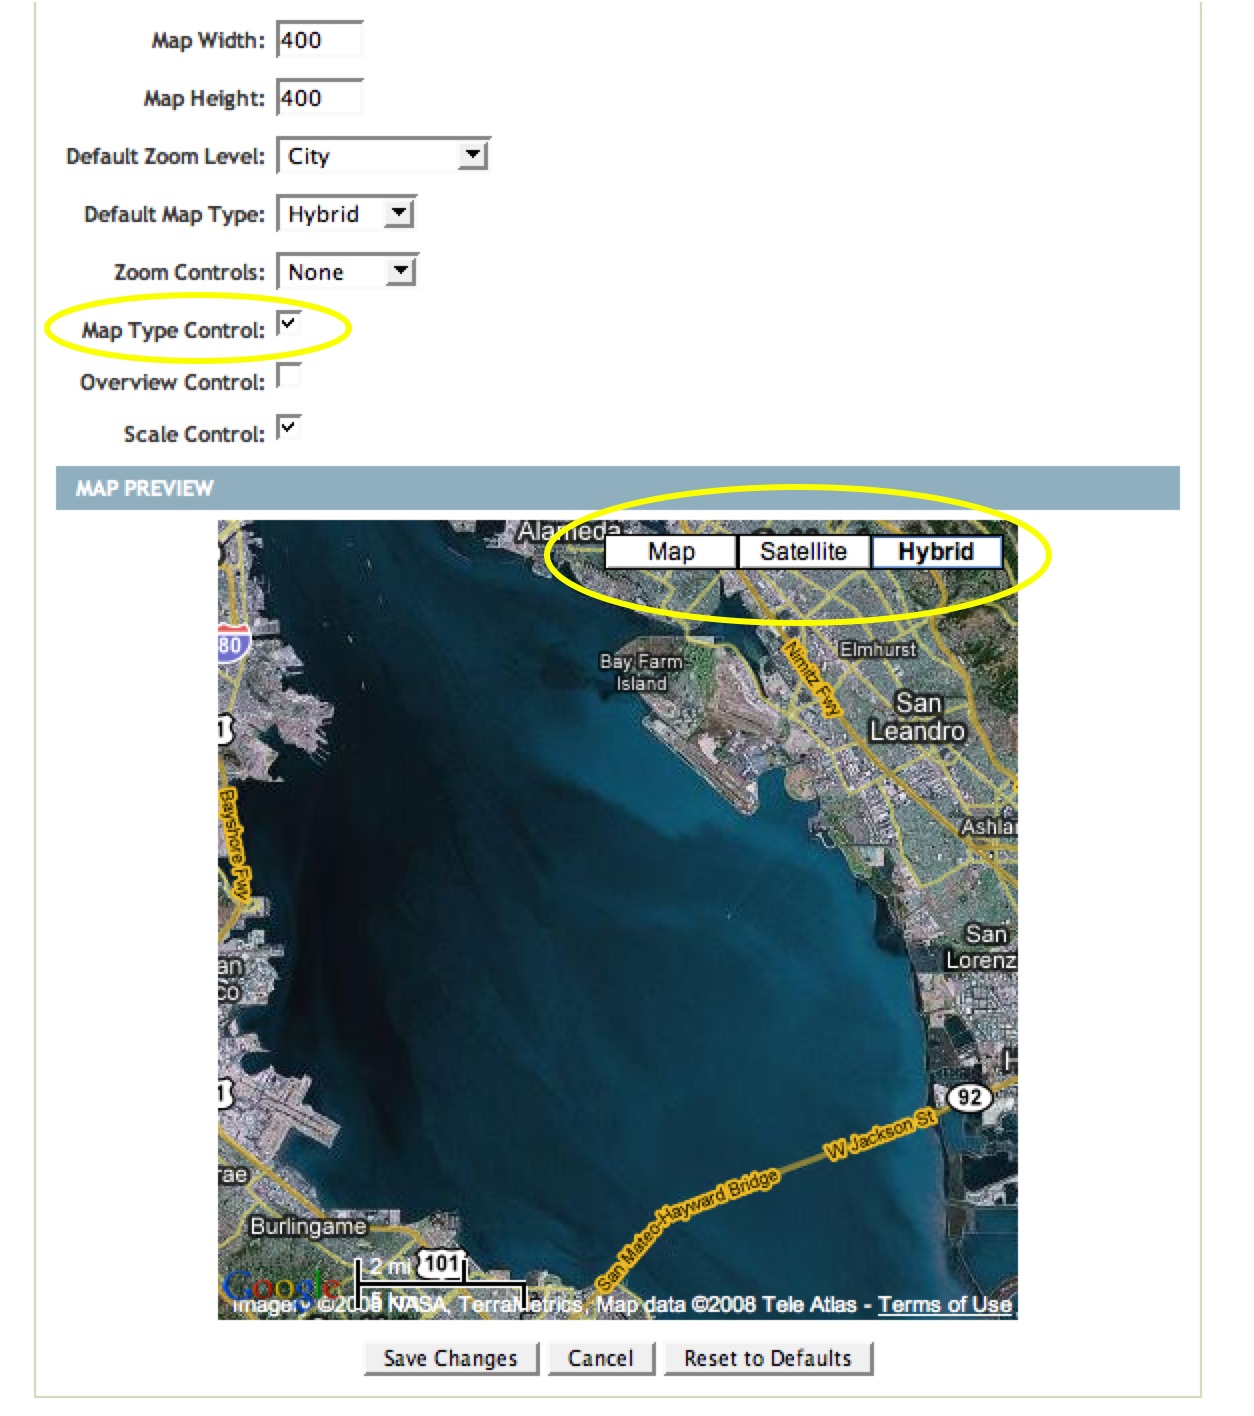 Map Width: 400
Map Height: 400
Default Zoom Level: City
Default Map Type: Hybrid
Zoom Controls: None
Map Type Control:
Overview Control:
Scale Control:
MAP PREVIEW
Alameda
Map Satellite Hybrid
80
Elmhurst
Bay Farm
Island
Nimitz Fwy
San
Leandro
1
Bayshore Fwy
Ashla
San
Lorenz
an
co
H
1
92
W Jackson St
rae
San Mateo-Hayward Bridge
Burlingame
2 mi 101
Google
5 km
Imagery ©2008 NASA, TerraMetrics, Map data ©2008 Tele Atlas - Terms of Use
Save Changes Cancel Reset to Defaults